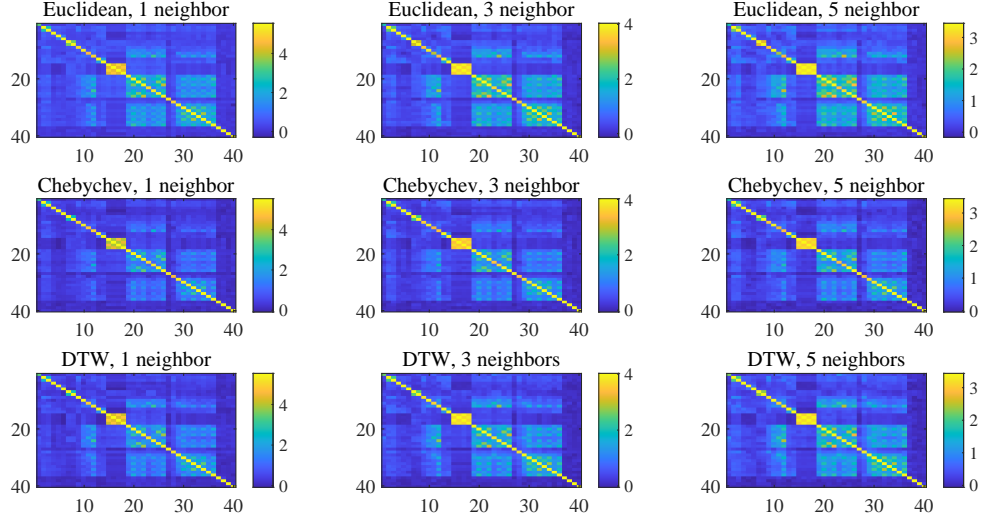 Euclidean, 1 neighbor
20
40
10 20 30 40
0
2
4
Euclidean, 3 neighbor
20
40
10 20 30 40
0
2
4
Euclidean, 5 neighbor
20
40
10 20 30 40
0
1
2
3
Chebychev, 1 neighbor
20
40
10 20 30 40
0
2
4
Chebychev, 3 neighbor
20
40
10 20 30 40
0
2
4
Chebychev, 5 neighbor
20
40
10 20 30 40
0
1
2
3
DTW, 1 neighbor
20
40
10 20 30 40
0
2
4
DTW, 3 neighbors
20
40
10 20 30 40
0
2
4
DTW, 5 neighbors
20
40
10 20 30 40
0
1
2
3